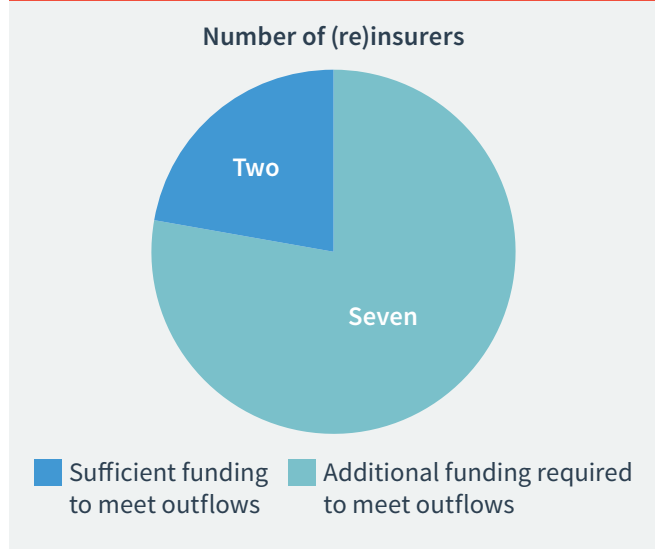 Number of (re)insurers
Two
Seven
Sufficient funding
to meet outflows
Additional funding required
to meet outflows